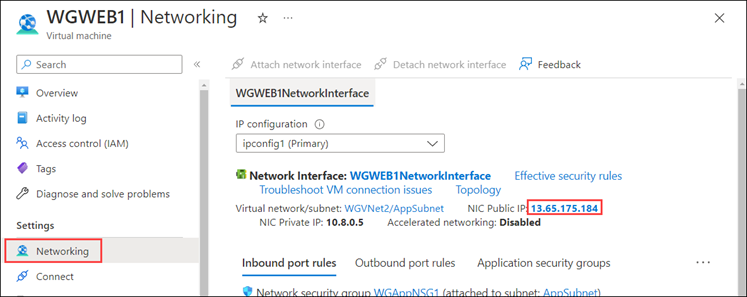 WGWEB1 | Networking
Virtual machine
Search
Attach network interface Detach network interface Feedback
Overview
Activity log
Access control (IAM)
Tags
Diagnose and solve problems
Settings
Networking
Connect
WGWEB1NetworkInterface
IP configuration
ipconfig1 (Primary)
Network Interface: WGWEB1NetworkInterface Effective security rules
Troubleshoot VM connection issues Topology
Virtual network/subnet: WGVNet2/AppSubnet NIC Public IP: 13.65.175.184
NIC Private IP: 10.8.0.5 Accelerated networking: Disabled
Inbound port rules Outbound port rules Application security groups
Network security group WGAppNSG1 (attached to subnet: AppSubnet)